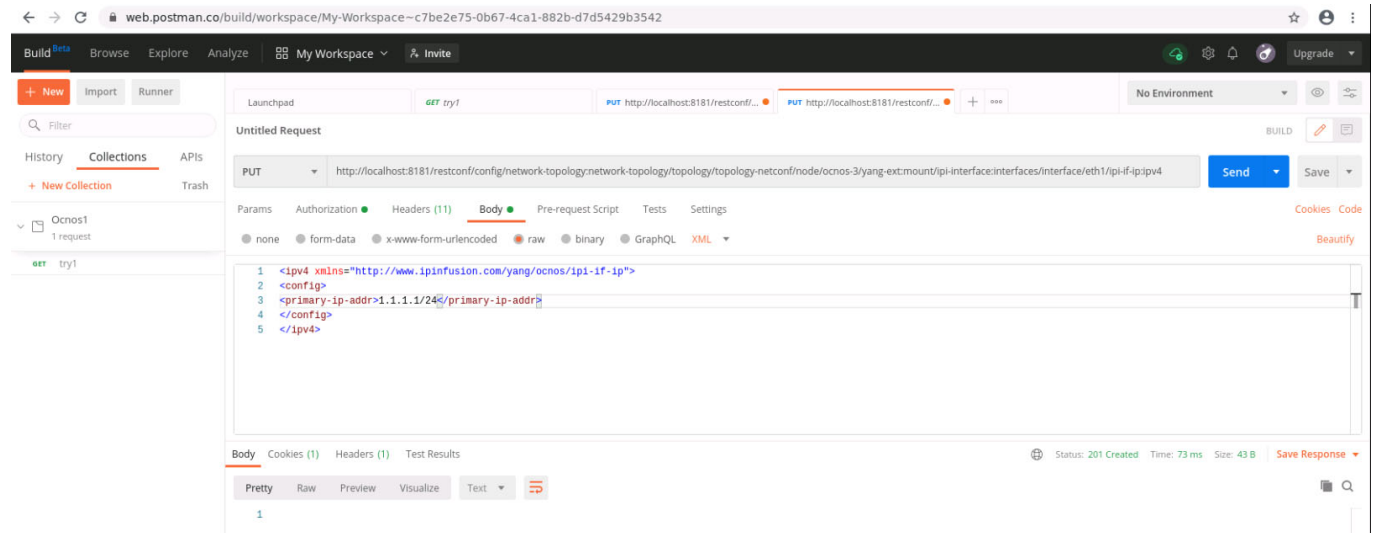 web.postman.co/build/workspace/My-Workspace~c7be2e75-0b67-4ca1-882b-d7d5429b3542
Build Beta Browse Explore Analyze My Workspace Invite Upgrade
+ New Import Runner
Launchpad GET try1 PUT http://localhost:8181/restconf/... PUT http://localhost:8181/restconf/... + ooo No Environment
Filter
Untitled Request BUILD
History Collections APIs
+ New Collection Trash
PUT http://localhost:8181/restconf/config/network-topology:network-topology/topology/topology-netconf/node/ocnos-3/yang-ext:mount/ipi-interface:interfaces/interface/eth1/ipi-if-ip:ipv4 Send Save
Ocnos1
1 request
GET try1
Params Authorization Headers (11) Body Pre-request Script Tests Settings Cookies Code
none form-data x-www-form-urlencoded raw binary GraphQL XML Beautify
1 <ipv4 xmlns="http://www.ipinfusion.com/yang/ocnos/ipi-if-ip">
2 <config>
3 <primary-ip-addr>1.1.1.1/24</primary-ip-addr>
4 </config>
5 </ipv4>
Body Cookies (1) Headers (1) Test Results Status: 201 Created Time: 73 ms Size: 43 B Save Response
Pretty Raw Preview Visualize Text
1